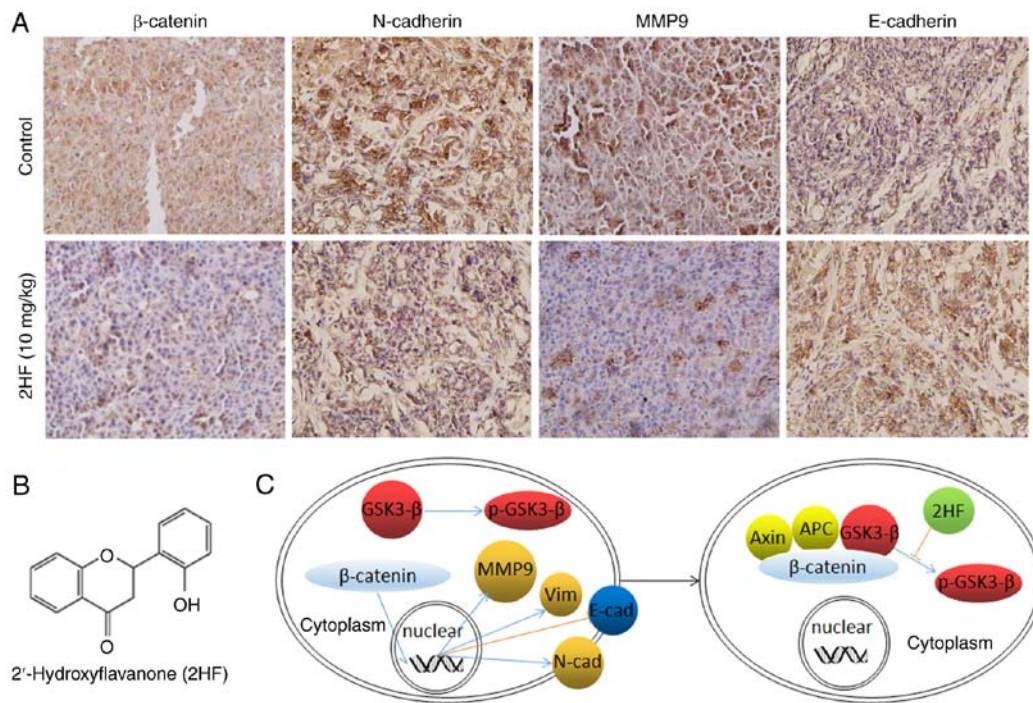 A
β-catenin
N-cadherin
MMP9
E-cadherin
Control
2HF (10 mg/kg)
B
OH
O
O
2′-Hydroxyflavanone (2HF)
C
GSK3-β
p-GSK3-β
β-catenin
MMP9
Vim
E-cad
N-cad
Cytoplasm
nuclear
Axin
APC
GSK3-β
2HF
β-catenin
p-GSK3-β
nuclear
Cytoplasm